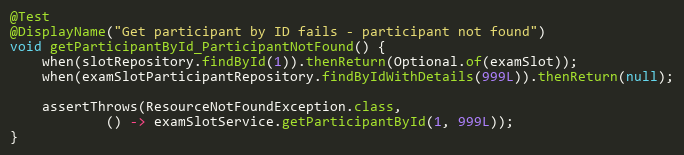 @Test
@DisplayName("Get participant by ID fails - participant not found")
void getParticipantById_ParticipantNotFound() {
    when(slotRepository.findById(1)).thenReturn(Optional.of(examSlot));
    when(examSlotParticipantRepository.findByIdWithDetails(999L)).thenReturn(null);

    assertThrows(ResourceNotFoundException.class,
            () -> examSlotService.getParticipantById(1, 999L));
}